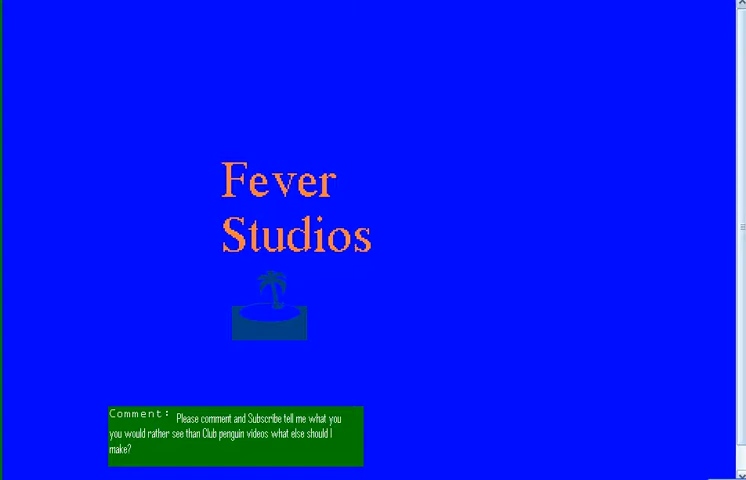 Fever
Studios
Comment: Please comment and Subscribe tell me what you
you would rather see than Club penguin videos what else should I
make?